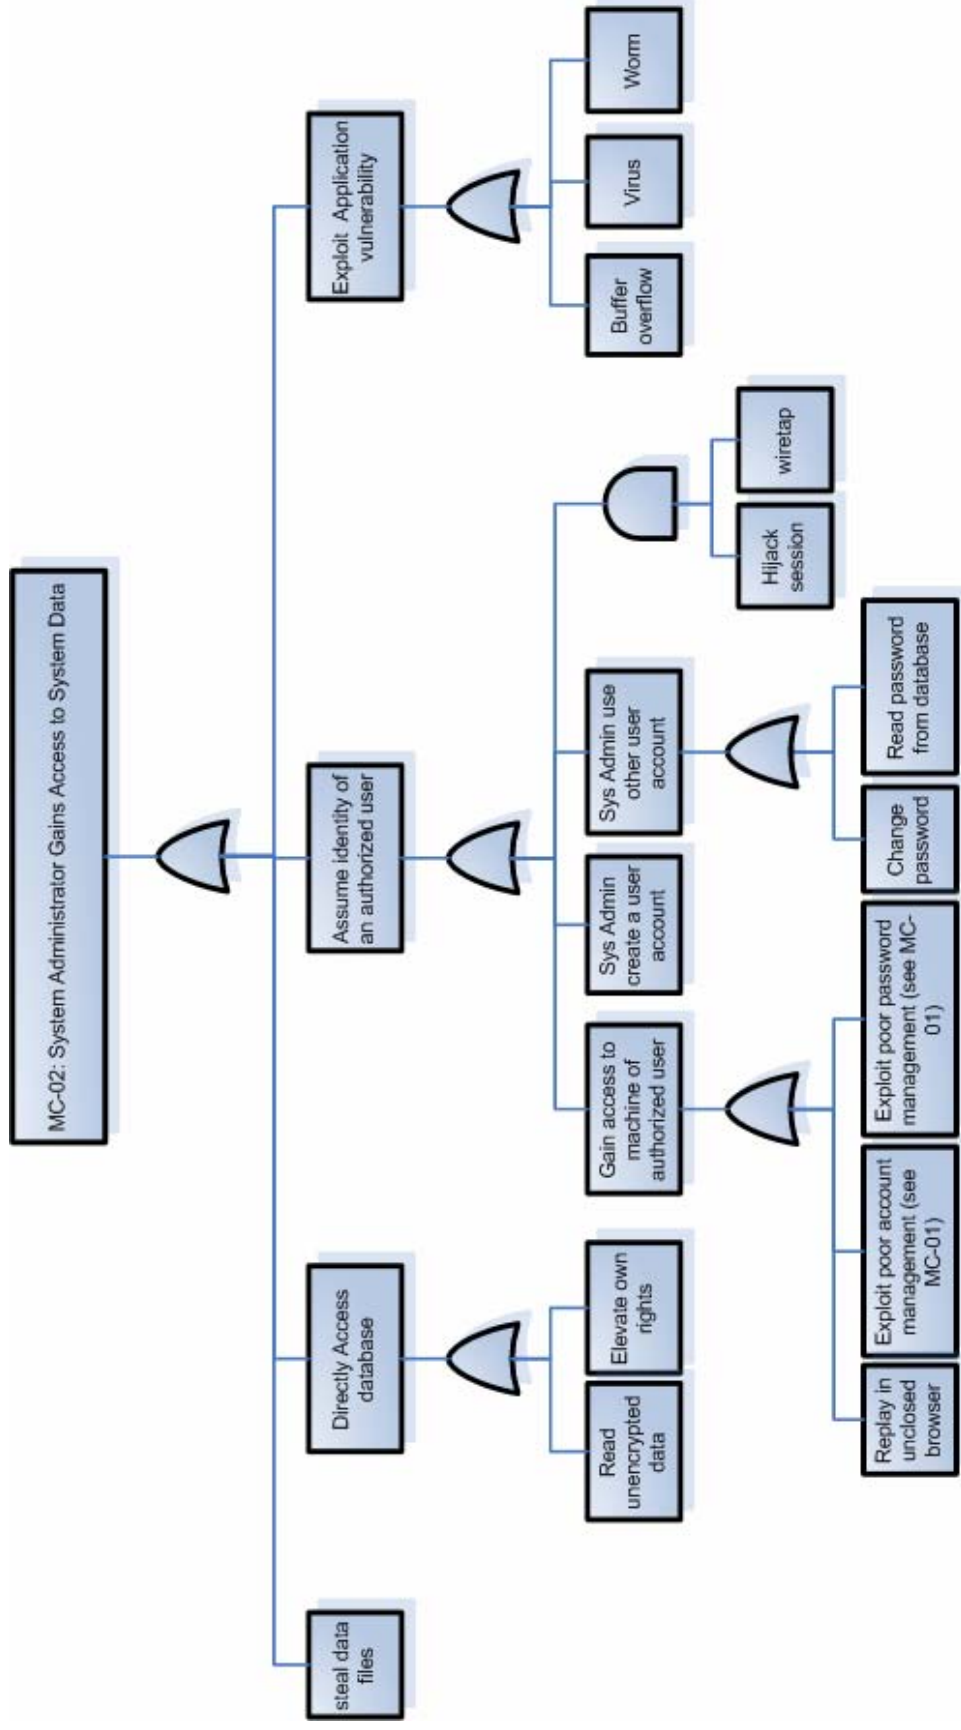 MC-02: System Administrator Gains Access to System Data
steal data
files
Directly Access
database
Assume identity of
an authorized user
Exploit Application
vulnerability
Read
unencrypted
data
Elevate own
rights
Gain access to
machine of
authorized user
Sys Admin
create a user
account
Sys Admin use
other user
account
Buffer
overflow
Virus
Worm
Hijack
session
wiretap
Replay in
unclosed
browser
Exploit poor account
management (see
MC-01)
Exploit poor password
management (see MC-
01)
Change
password
Read password
from database